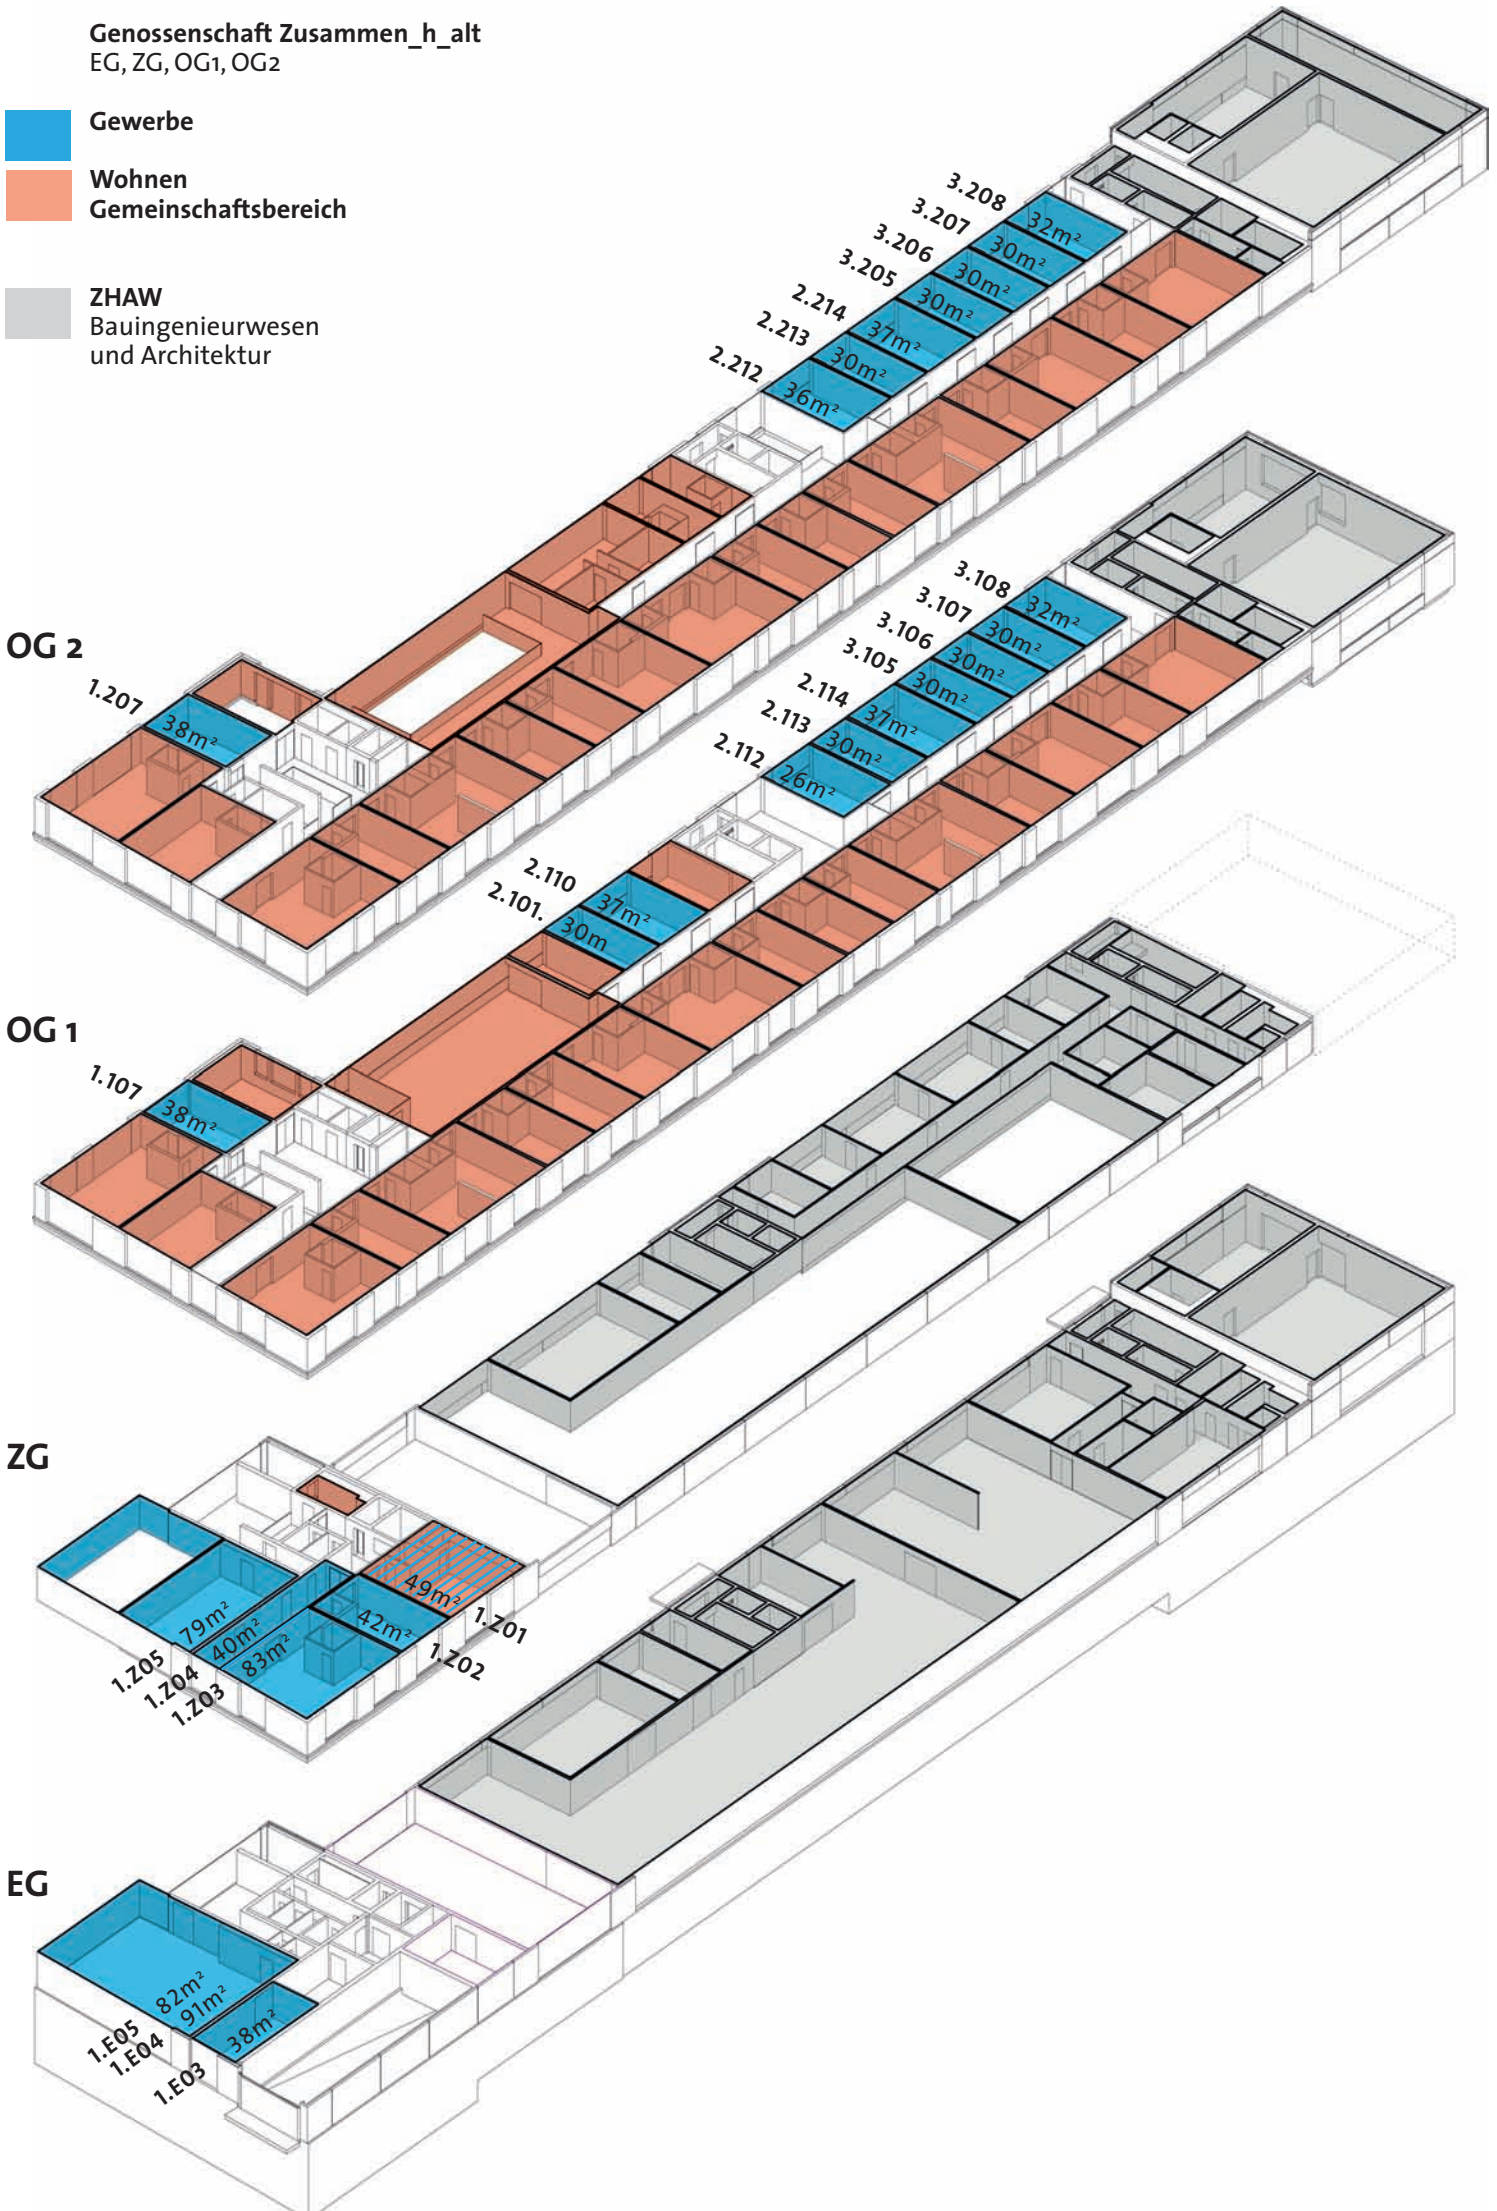 Genossenschaft Zusammen_h_alt
EG, ZG, OG1, OG2
Gewerbe
Wohnen
Gemeinschaftsbereich
ZHAW
Bauingenieurwesen
und Architektur
OG 2
3.208 32m²
3.207 30m²
3.206 30m²
3.205 30m²
2.214 37m²
2.213 30m²
2.212 36m²
1.207 38m²
OG 1
3.108 32m²
3.107 30m²
3.106 30m²
3.105 30m²
2.114 37m²
2.113 30m²
2.112 26m²
2.110 37m²
2.101. 30m
1.107 38m²
ZG
49m² 1.Z01
42m² 1.Z02
79m² 1.Z05
40m² 1.Z04
83m² 1.Z03
EG
82m² 1.E05
91m² 1.E04
38m² 1.E03